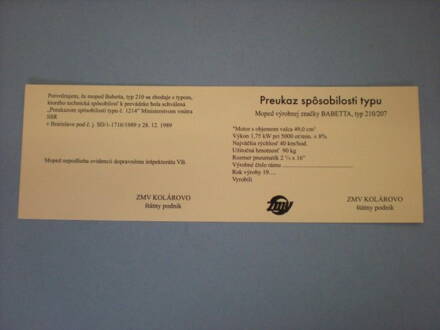 Potvrdzujem, že moped Babetta, typ 210 sa zhoduje s typom,
ktorého technická spôsobilosť k prevádzke bola schválená
„Preukazom spôsobilosti typu č. 1214" Ministerstvom vnútra
SSR
v Bratislave pod č. j. SD/1-1710/1989 z 28. 12. 1989
Moped nepodlieha evidencii dopravného inšpektorátu VB.
ZMV KOLÁROVO
štátny podnik
Preukaz spôsobilosti typu
Moped výrobnej značky BABETTA, typ 210/207
"Motor s objemom valca 49,0 cm³
Výkon 1,75 kW pri 5000 ot/min. ± 8%
Najväčšia rýchlosť 40 km/hod.
Užitočná hmotnosť 90 kg
Rozmer pneumatík 2 ¼ x 16"
Výrobné číslo rámu ....................
Rok výroby 19.....
Vyrobili
zmv
ZMV KOLÁROVO
štátny podnik